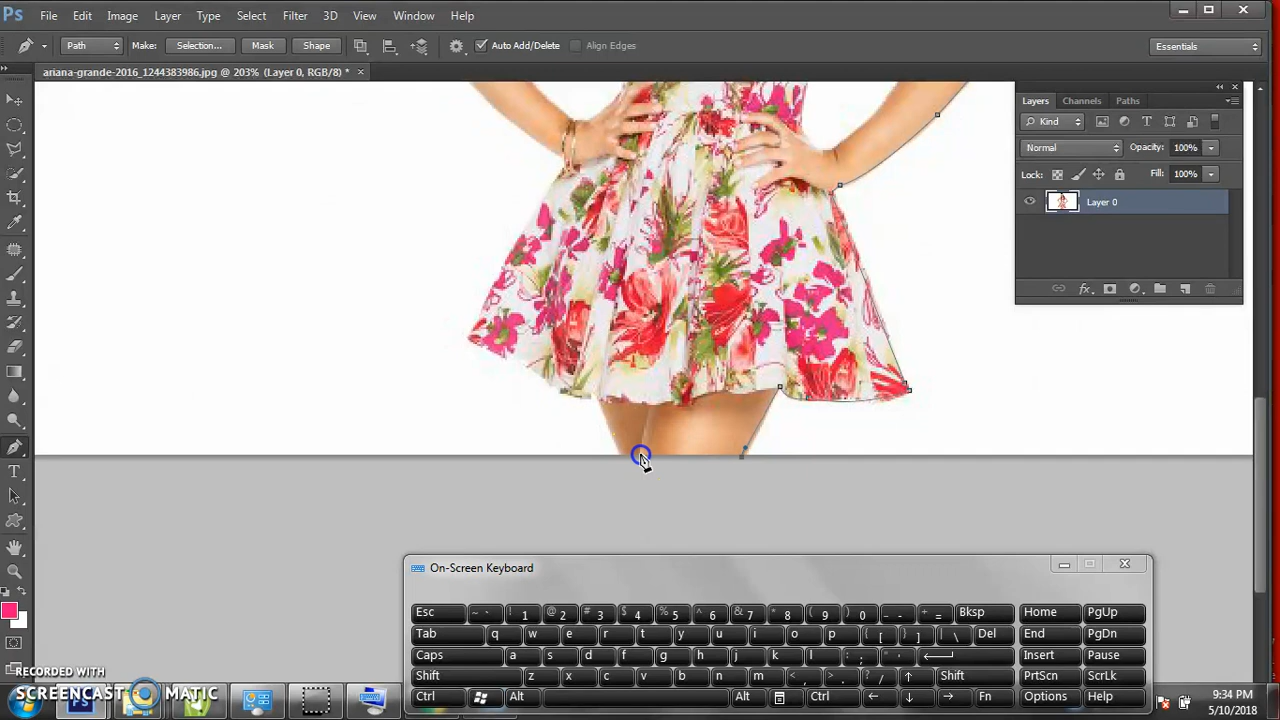 Ps File Edit Image Layer Type Select Filter 3D View Window Help
Path Make: Selection... Mask Shape Auto Add/Delete Align Edges Essentials
ariana-grande-2016_1244383986.jpg @ 203% (Layer 0, RGB/8) * ×
Layers Channels Paths
Kind
Normal Opacity: 100%
Lock: Fill: 100%
Layer 0
On-Screen Keyboard
Esc ~ ` ! 1 @ 2 # 3 $ 4 % 5 ^ 6 & 7 * 8 ( 9 ) 0 _ - + = Bksp Home PgUp
Tab q w e r t y u i o p { [ } ] | \ Del End PgDn
Caps a s d f g h j k l : ; " ' Insert Pause
Shift z x c v b n m < , > . ? / Shift PrtScn ScrLk
Ctrl Alt Alt Ctrl Fn Options Help
RECORDED WITH
SCREENCAST MATIC
Ps
9:34 PM
5/10/2018